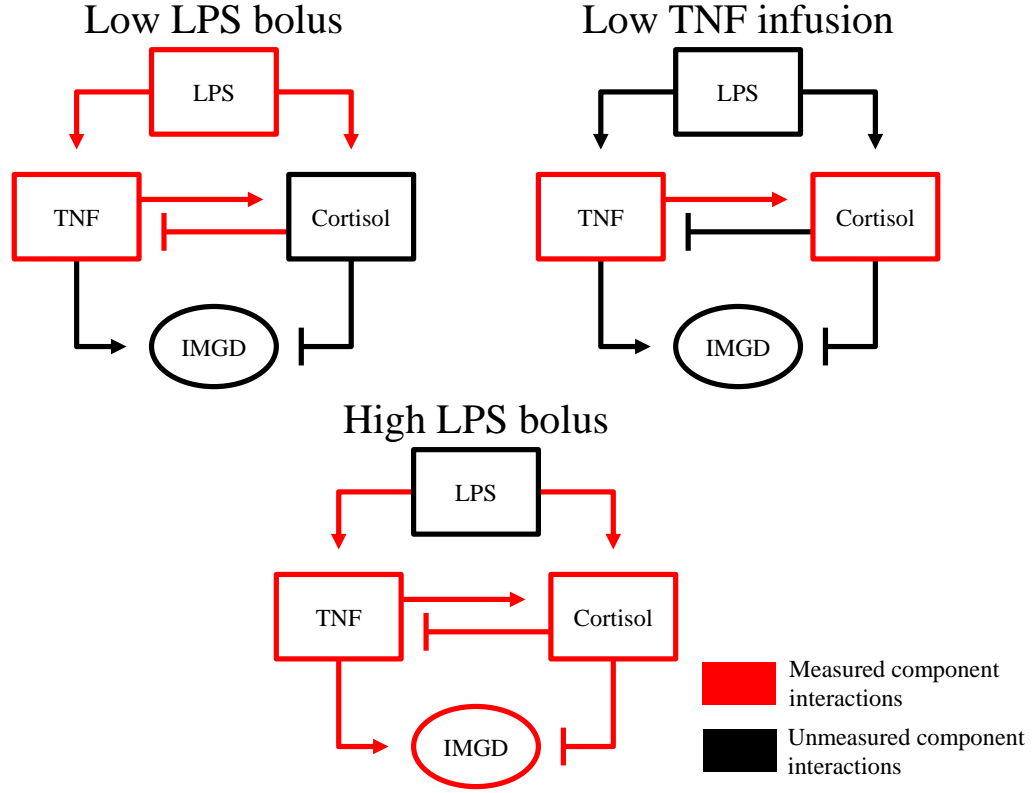 Low LPS bolus
LPS
TNF
Cortisol
IMGD
Low TNF infusion
LPS
TNF
Cortisol
IMGD
High LPS bolus
LPS
TNF
Cortisol
IMGD
Measured component
interactions
Unmeasured component
interactions